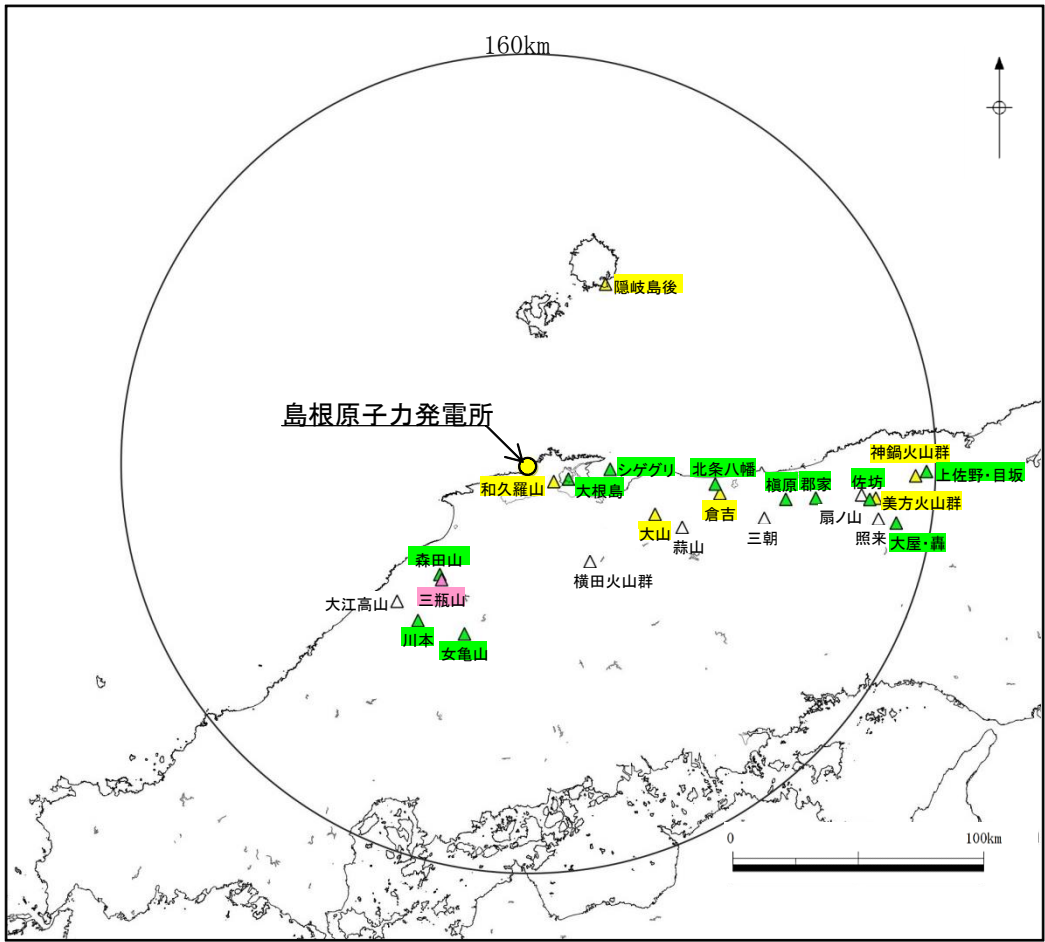 160km
隠岐島後
島根原子力発電所
シゲグリ
和久羅山
大根島
北条八幡
倉吉
槇原
郡家
佐坊
神鍋火山群
上佐野・目坂
美方火山群
扇ノ山
照来
大屋・轟
三朝
大山
蒜山
横田火山群
森田山
三瓶山
大江高山
川本
女亀山
0
100km